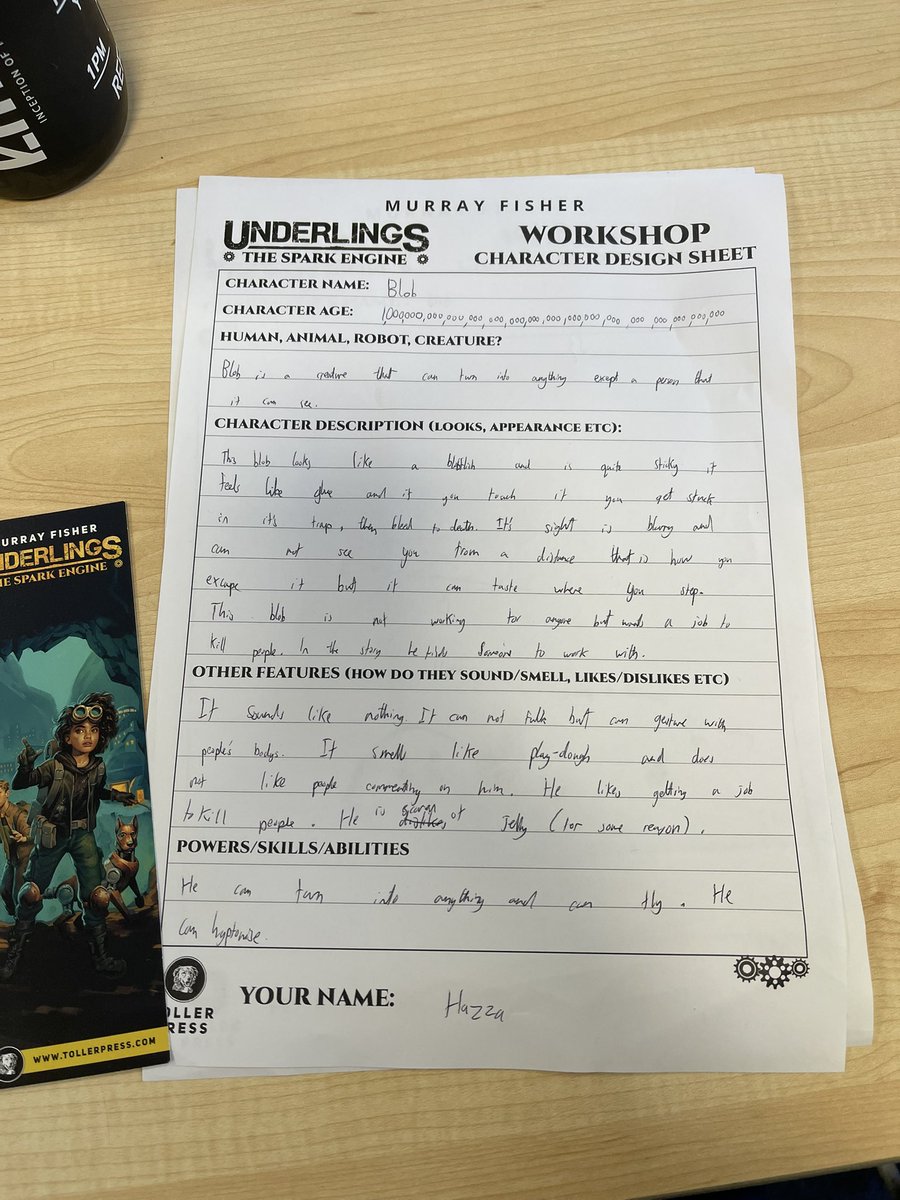 1PM
INCEPTION OF
MURRAY FISHER
UNDERLINGS
THE SPARK ENGINE
WORKSHOP
CHARACTER DESIGN SHEET
CHARACTER NAME: Blob
CHARACTER AGE: 1,000,000,000,000,000,000,000,000,000,000,000,000,000,000,000,000
HUMAN, ANIMAL, ROBOT, CREATURE?
Blob is a creature that can turn into anything except a person that
it can see.
CHARACTER DESCRIPTION (LOOKS, APPEARANCE ETC):
This blob looks like a blobfish and is quite sticky it
feels like glue and if you touch it you get stuck
in it's trap, then bleed to death. It's sight is blurry and
can not see you from a distance that is how you
excape it but it can taste where you step.
This blob is not working for anyone but wants a job to
kill people. In the story he finds someone to work with.
OTHER FEATURES (HOW DO THEY SOUND/SMELL, LIKES/DISLIKES ETC)
It sounds like nothing. It can not talk but can gesture with
people's bodys. It smells like play-dough and does
not like people commenting on him. He likes getting a job
to kill people. He is of jelly (for some reason).
POWERS/SKILLS/ABILITIES
He can turn into anything and can fly. He
can hyptonise.
YOUR NAME: Hazza
OLLER
PRESS
MURRAY FISHER
NDERLINGS
HE SPARK ENGINE
WWW.TOLLERPRESS.COM